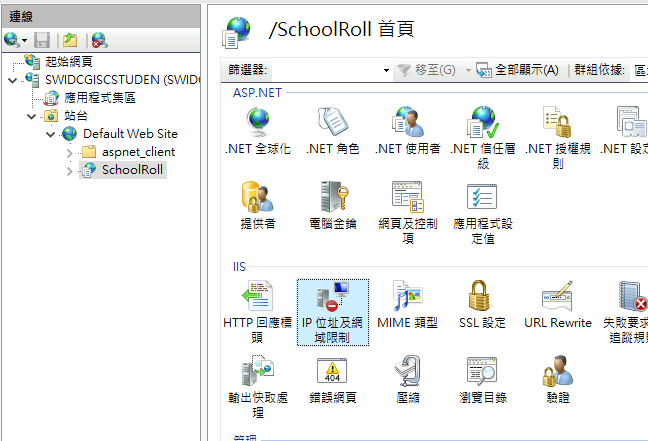 連線
起始網頁
SWIDCGISCSTUDEN (SWIDC
應用程式集區
站台
Default Web Site
aspnet_client
SchoolRoll
/SchoolRoll 首頁
篩選器:
移至(G)
全部顯示(A)
群組依據:
區
ASP.NET
.NET 全球化
.NET 角色
.NET 使用者
.NET 信任層
級
.NET 授權規
則
.NET 設定
提供者
電腦金鑰
網頁及控制
項
應用程式設
定值
IIS
HTTP 回應標
頭
IP 位址及網
域限制
MIME 類型
SSL 設定
URL Rewrite
失敗要求
追蹤規則
輸出快取處
理
錯誤網頁
404
壓縮
瀏覽目錄
驗證
管理